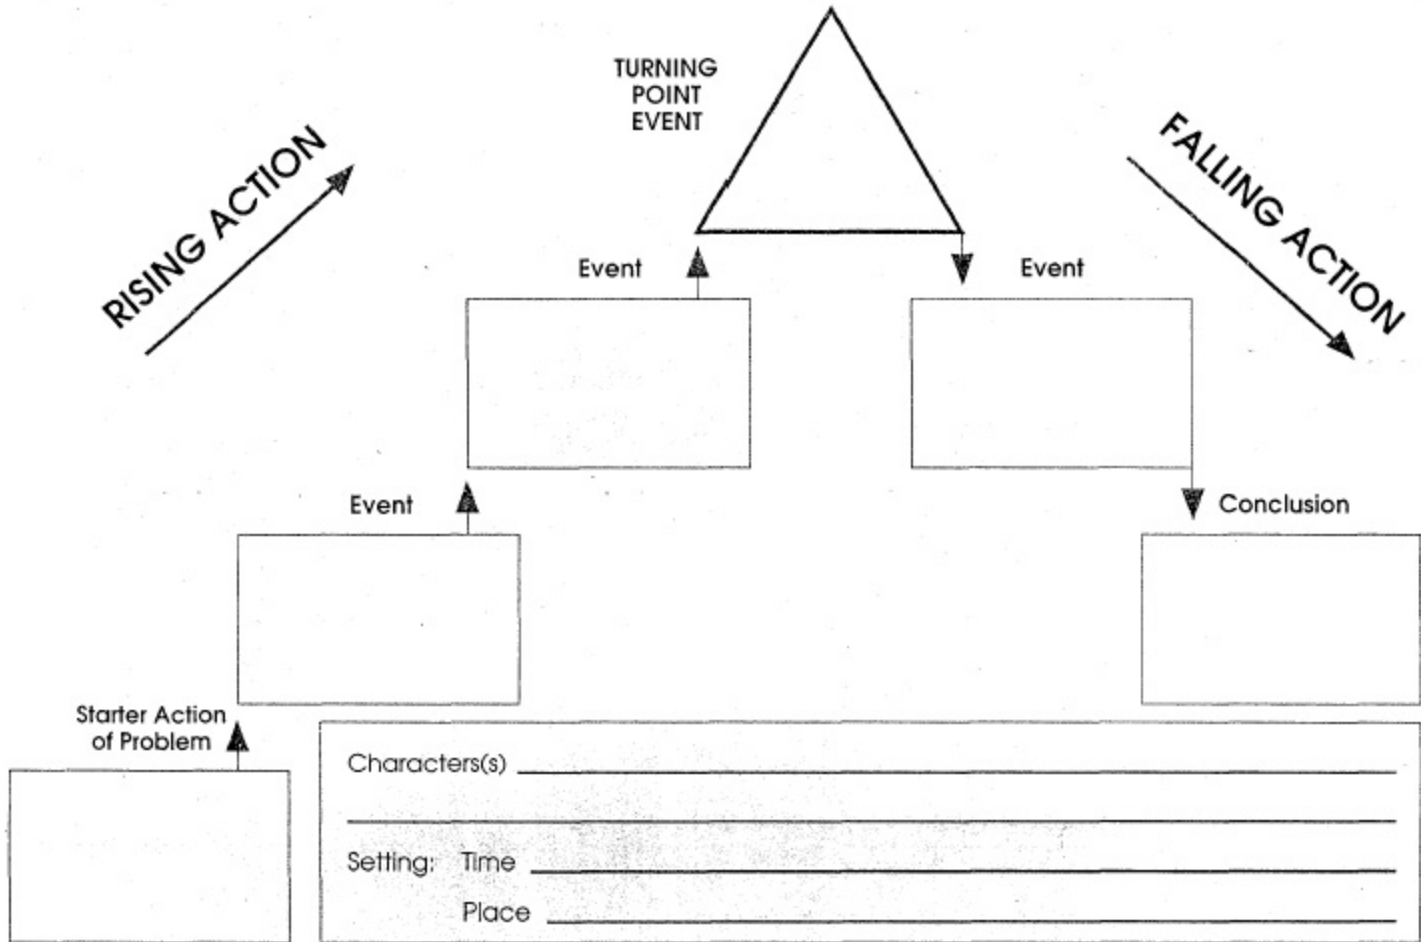 TURNING
POINT
EVENT
RISING ACTION
FALLING ACTION
Event
Event
Event
Conclusion
Starter Action
of Problem
Characters(s)
Setting: Time
Place